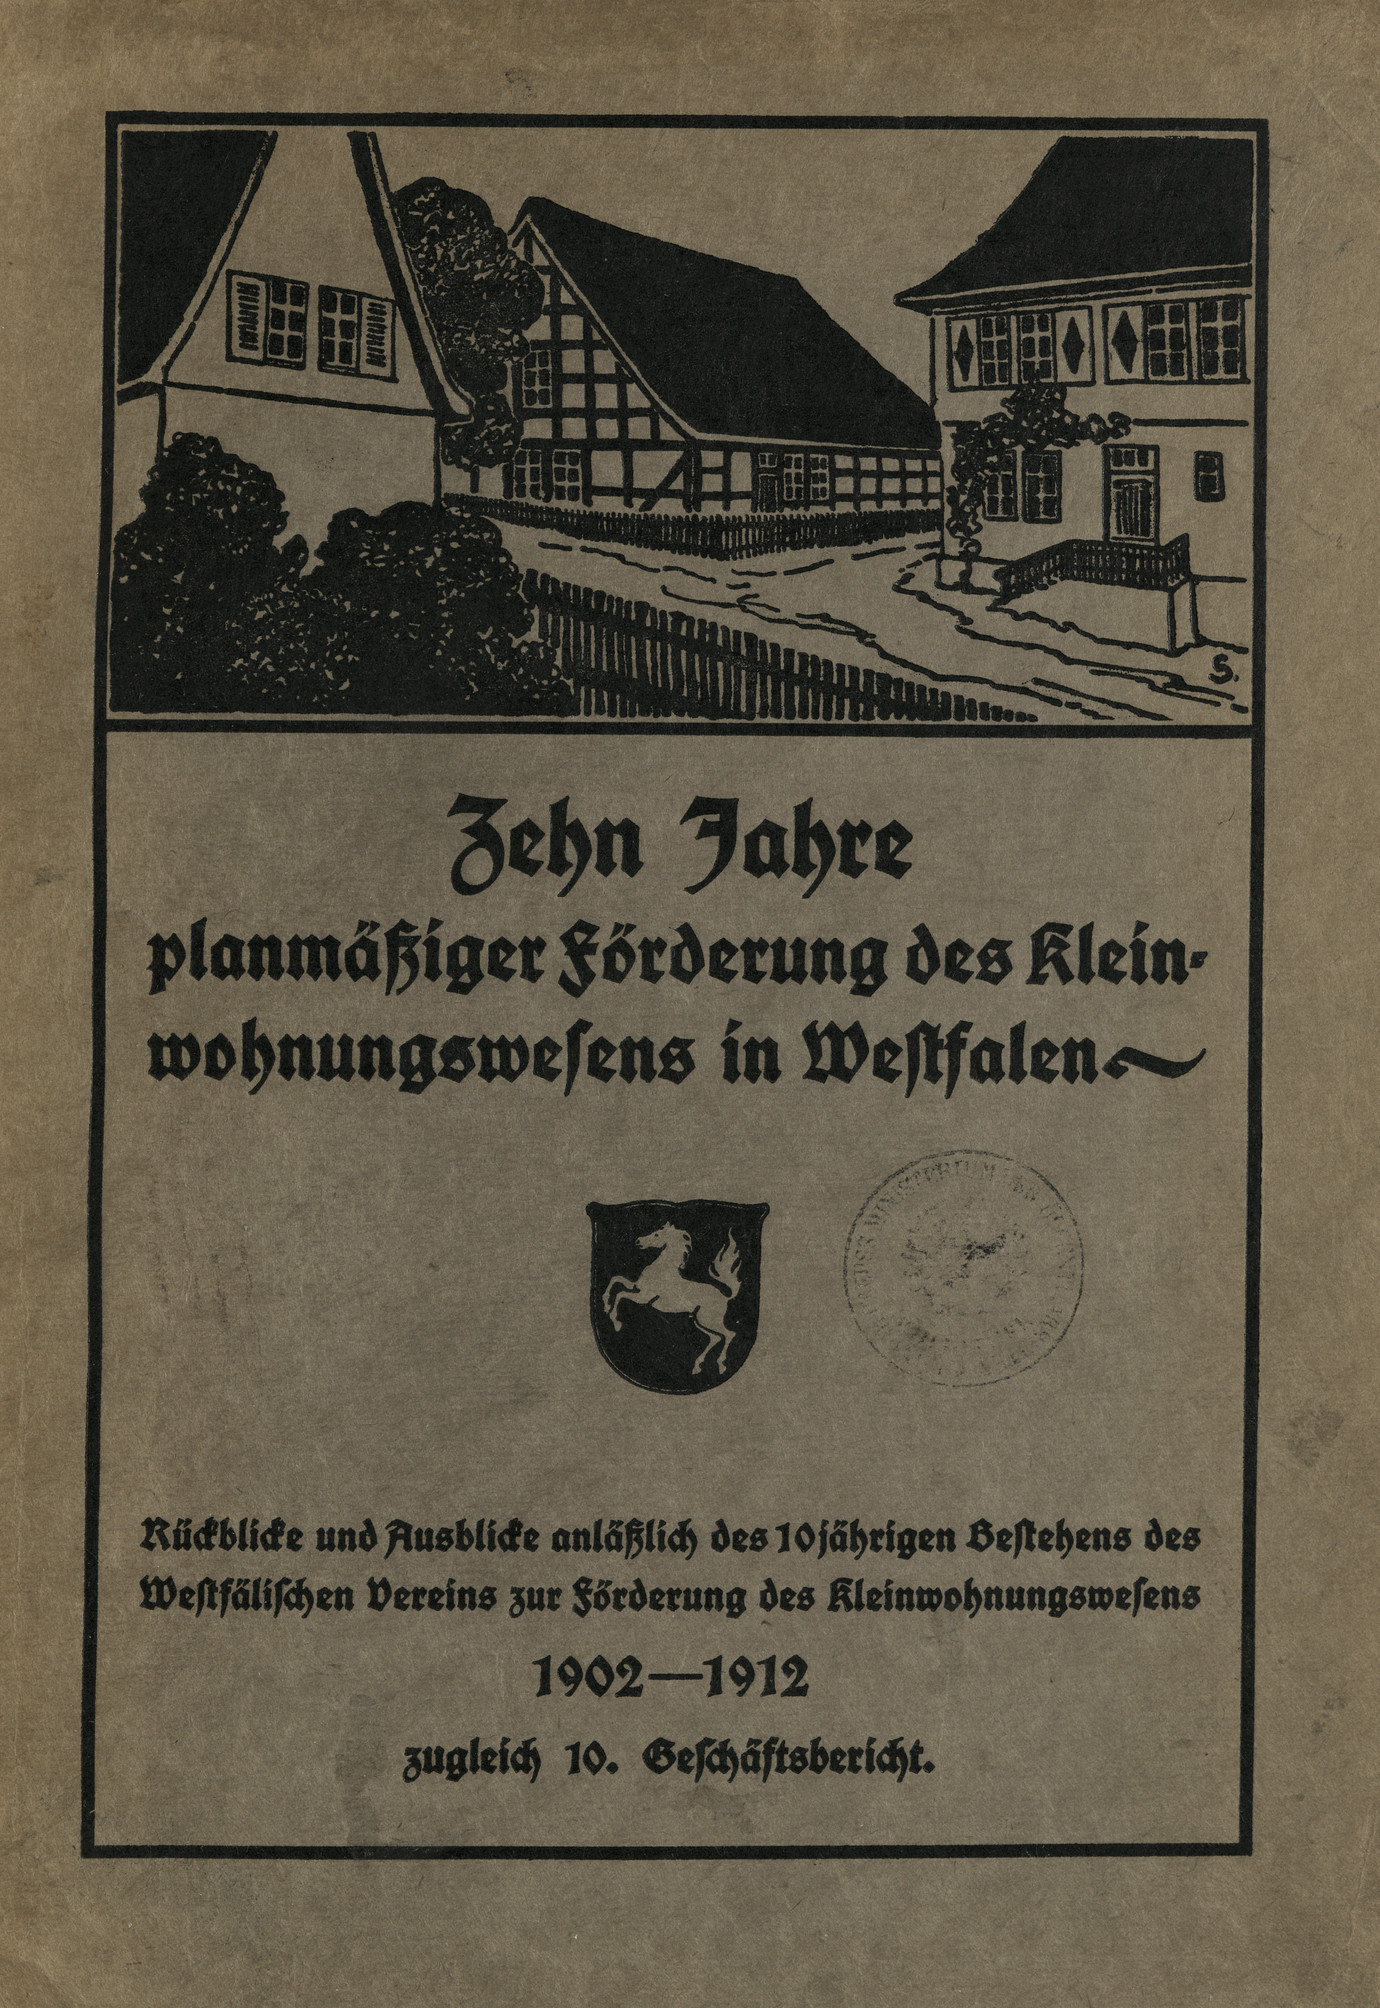 S.
Zehn Jahre
planmäßiger Förderung des Klein-
wohnungswesens in Westfalen
MINISTERIUM
Rückblicke und Ausblicke anläßlich des 10jährigen Bestehens des
Westfälischen Vereins zur Förderung des Kleinwohnungswesens
1902—1912
zugleich 10. Geschäftsbericht.